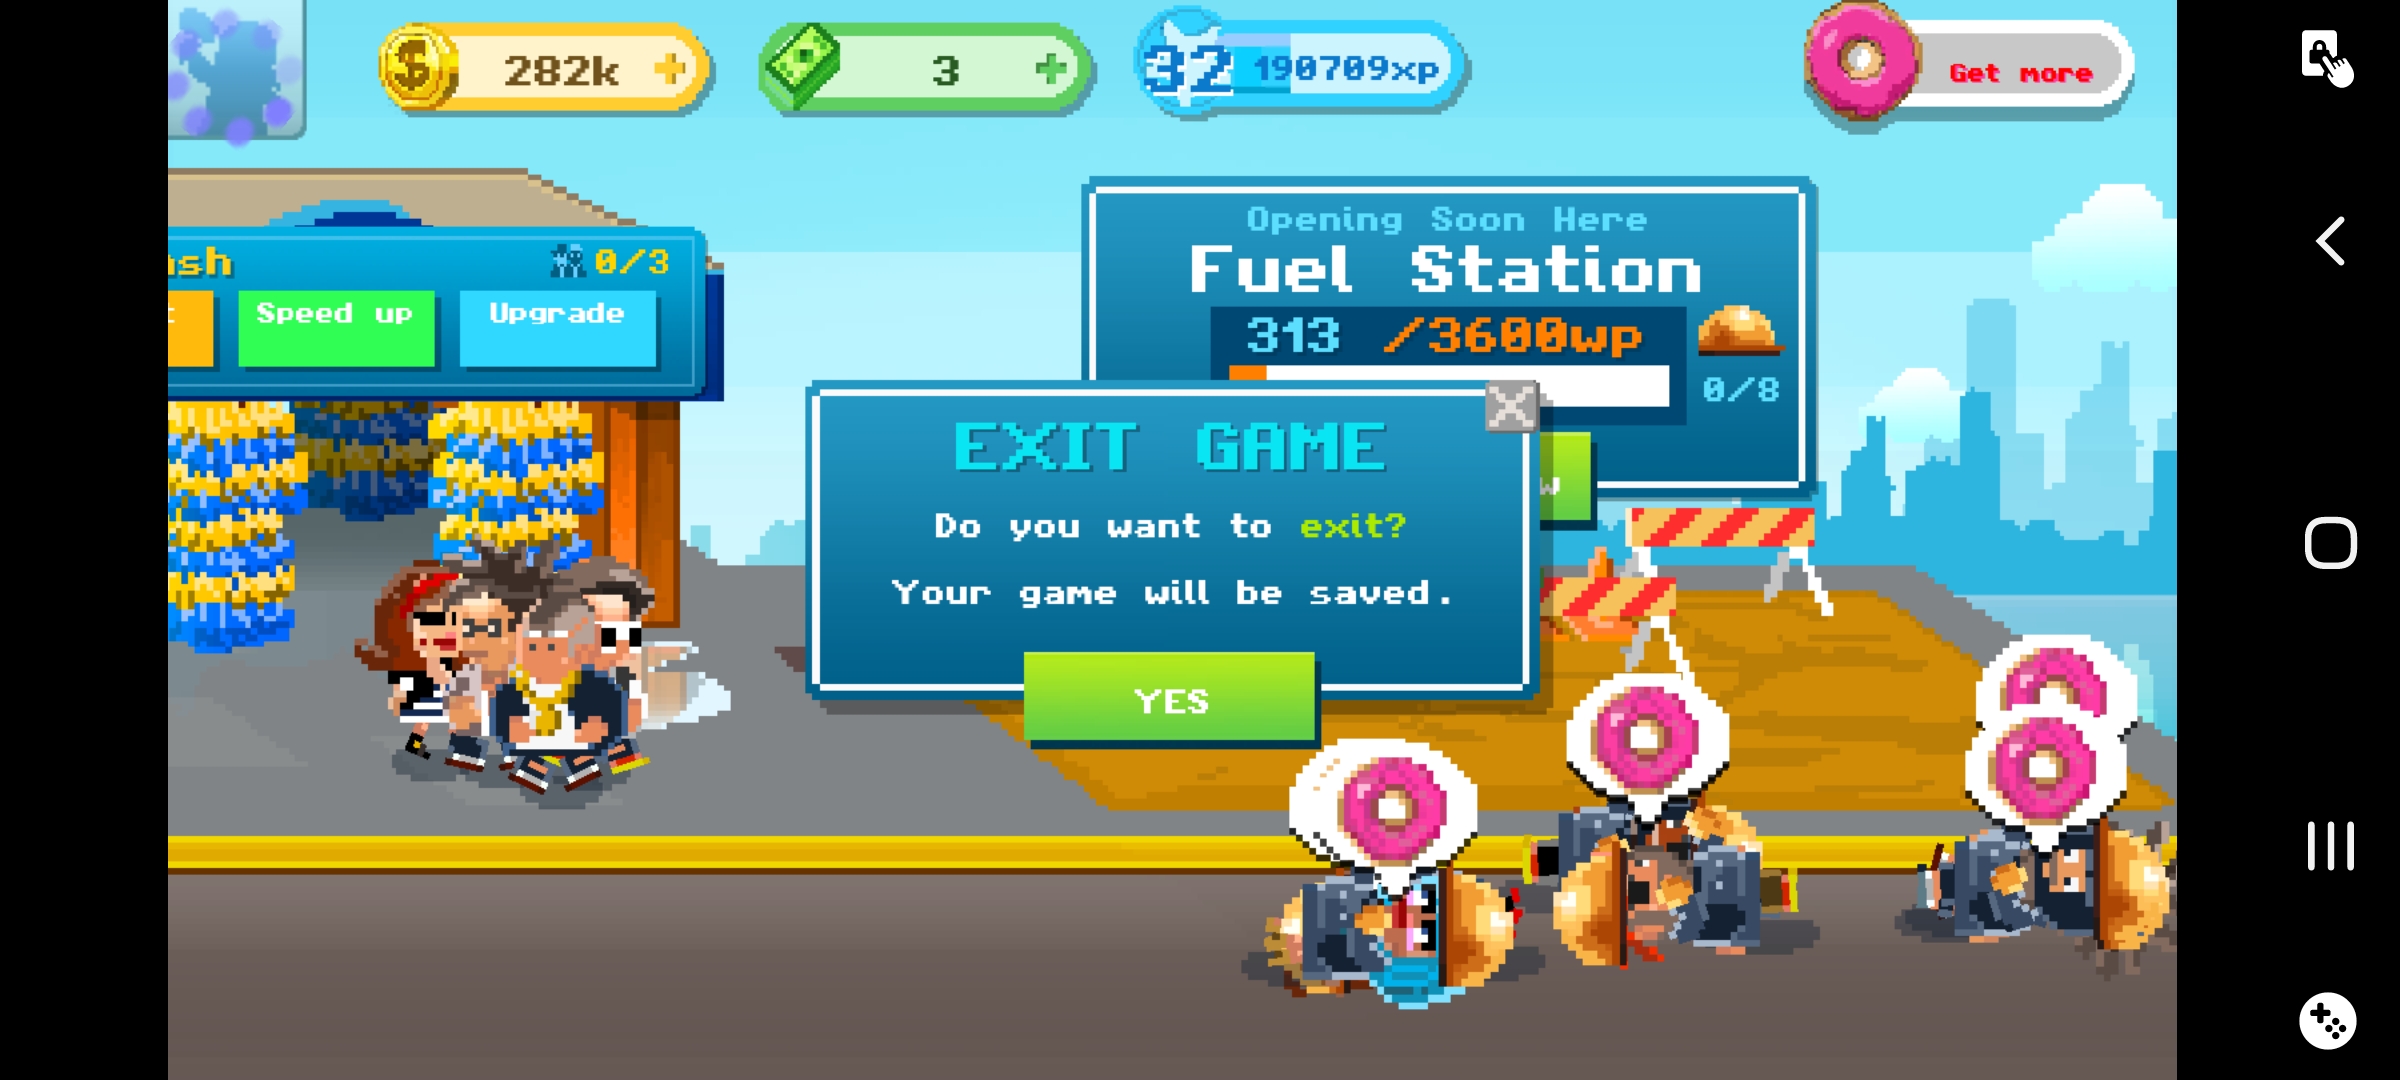 282k
3
32 190709xp
Get more
0/3
Speed up
Upgrade
Opening Soon Here
Fuel Station
313 /3600wp
0/8
EXIT GAME
Do you want to exit?
Your game will be saved.
YES